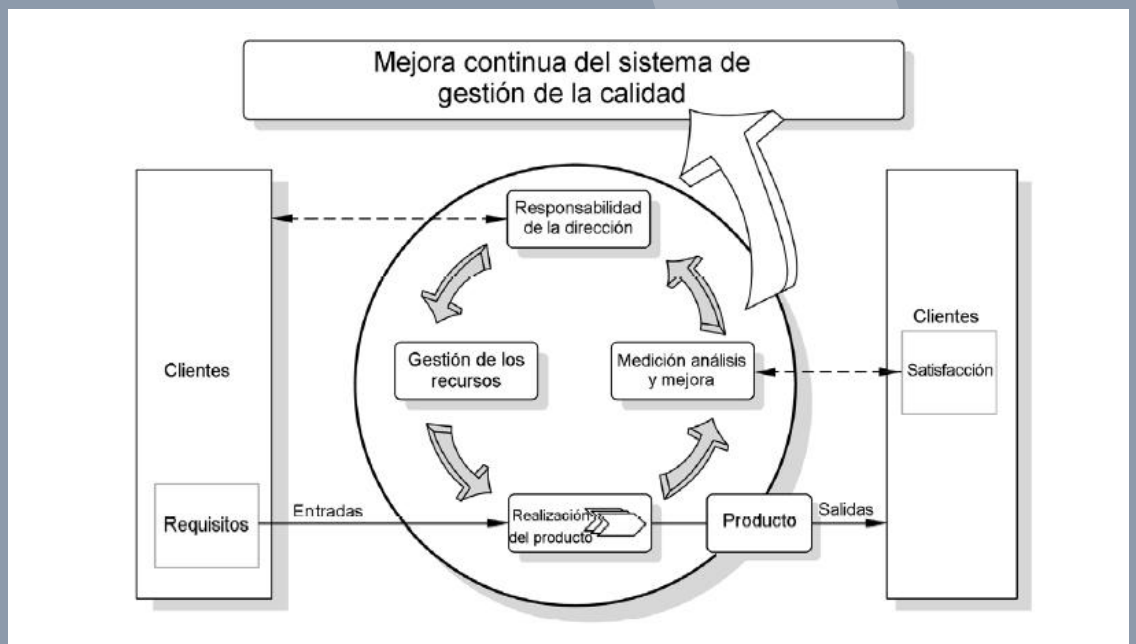 Mejora continua del sistema de
gestión de la calidad
Responsabilidad
de la dirección
Clientes
Gestión de los
recursos
Medición análisis
y mejora
Clientes
Satisfacción
Requisitos
Entradas
Realización
del producto
Producto
Salidas